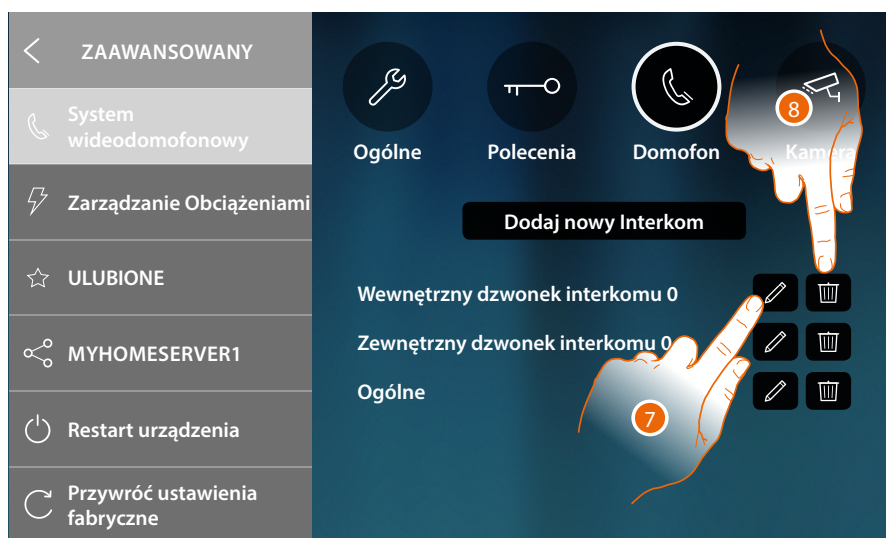 ZAAWANSOWANY
System
wideodomofonowy
Zarządzanie Obciążeniami
ULUBIONE
MYHOMESERVER1
Restart urządzenia
Przywróć ustawienia
fabryczne
Ogólne
Polecenia
Domofon
Kamera
8
Dodaj nowy Interkom
Wewnętrzny dzwonek interkomu 0
Zewnętrzny dzwonek interkomu 0
Ogólne
7